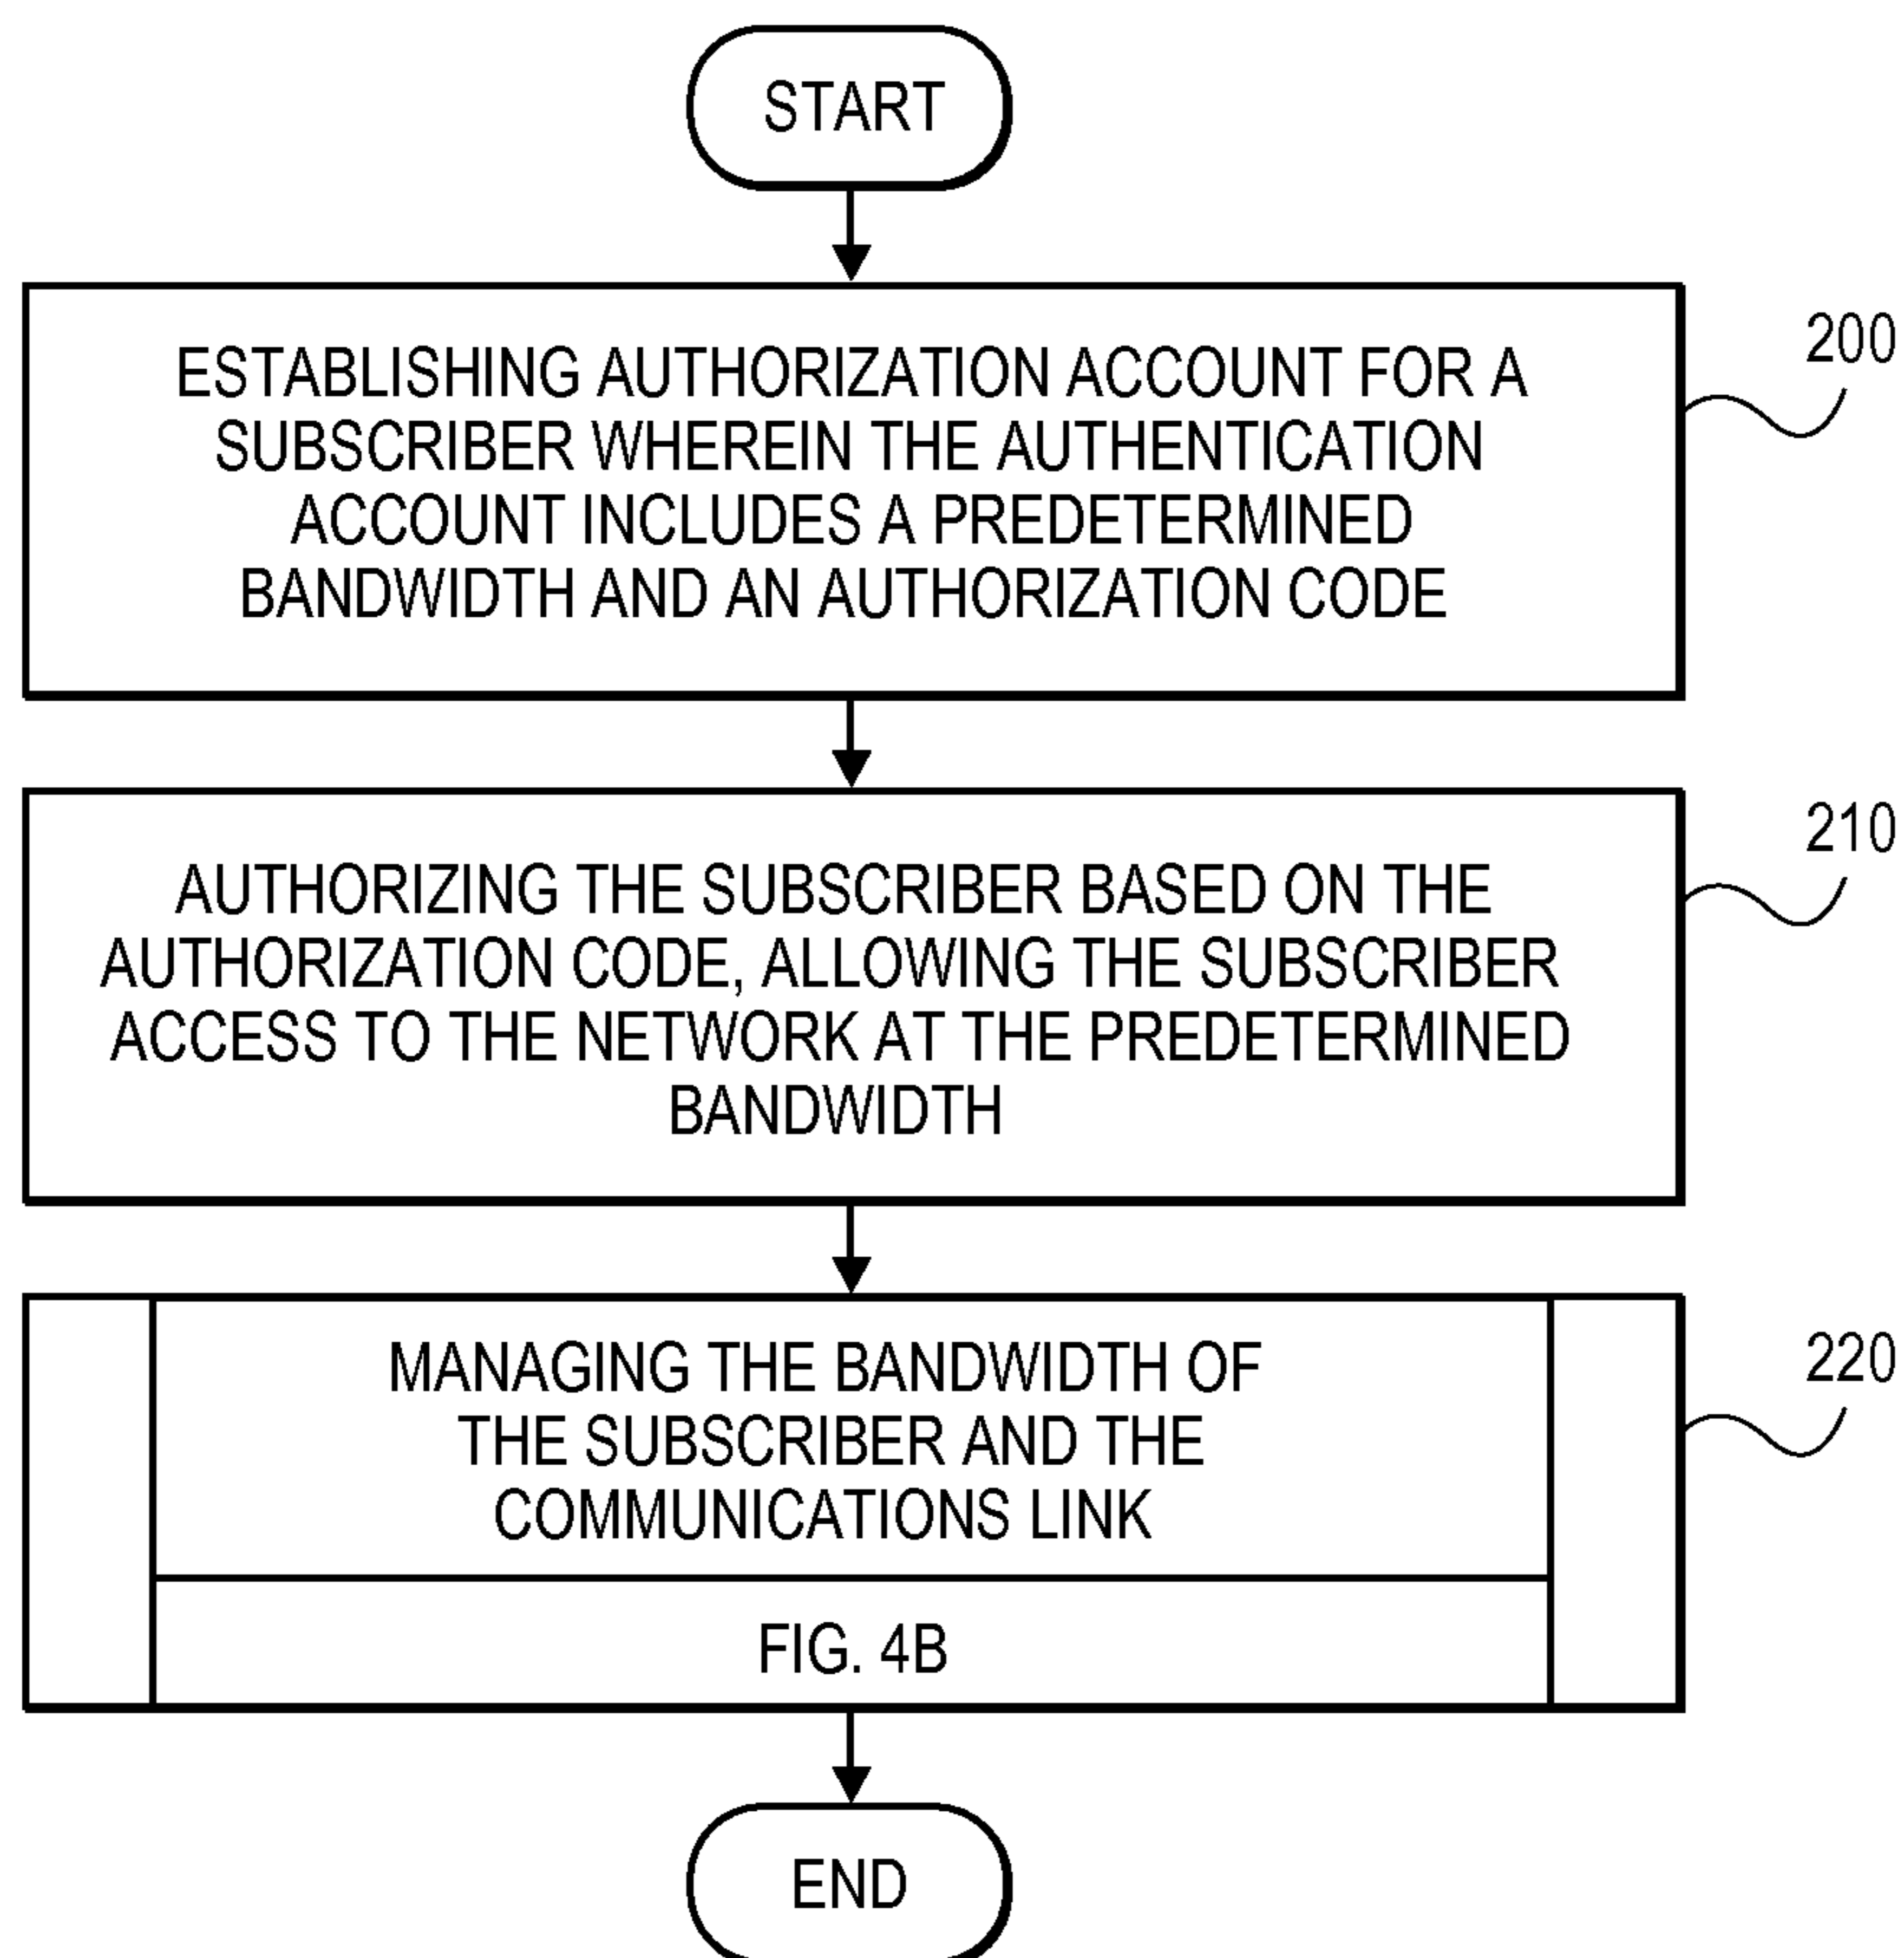 START
ESTABLISHING AUTHORIZATION ACCOUNT FOR A
SUBSCRIBER WHEREIN THE AUTHENTICATION
ACCOUNT INCLUDES A PREDETERMINED
BANDWIDTH AND AN AUTHORIZATION CODE
200
AUTHORIZING THE SUBSCRIBER BASED ON THE
AUTHORIZATION CODE, ALLOWING THE SUBSCRIBER
ACCESS TO THE NETWORK AT THE PREDETERMINED
BANDWIDTH
210
MANAGING THE BANDWIDTH OF
THE SUBSCRIBER AND THE
COMMUNICATIONS LINK
220
FIG. 4B
END